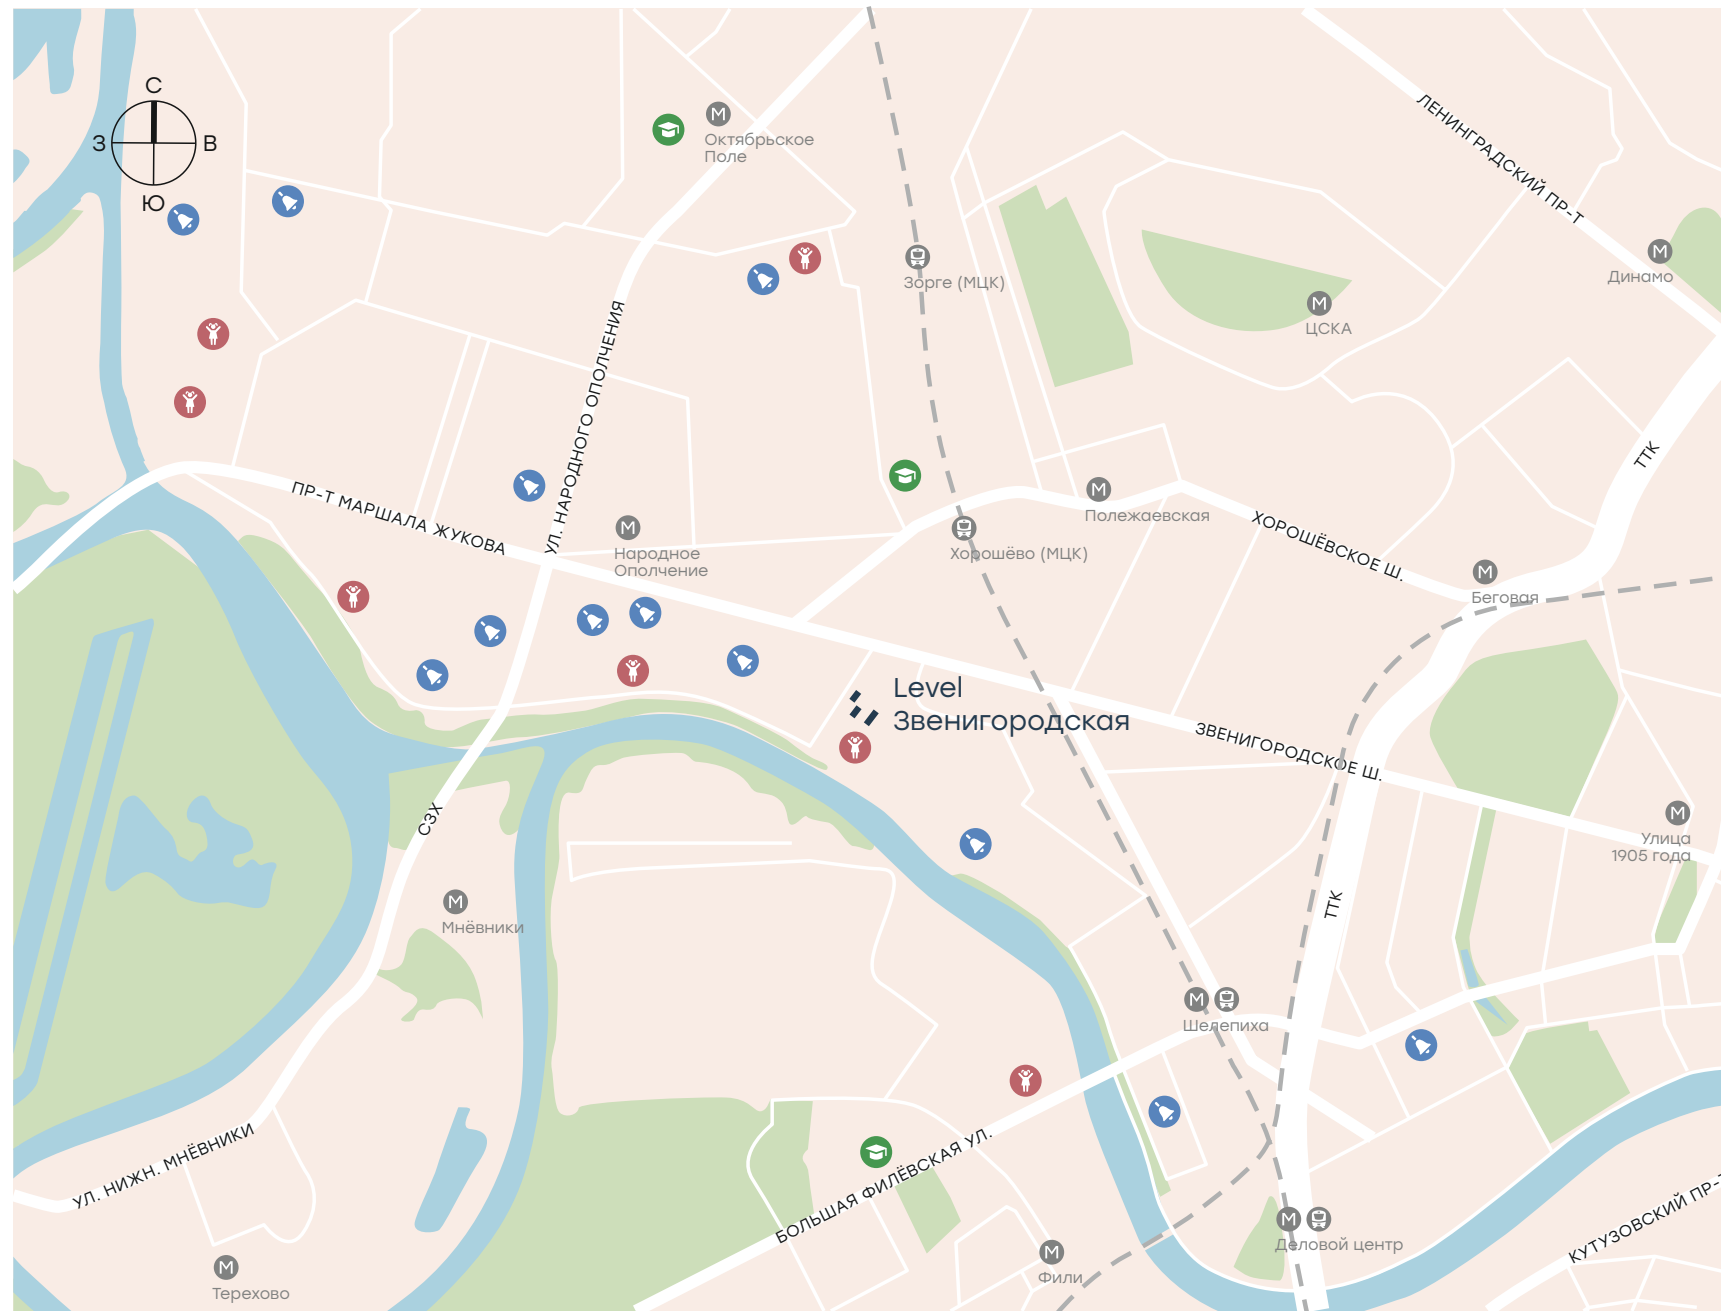 С
З
В
Ю
М
Октябрьское
Поле
ЛЕНИНГРАДСКИЙ ПР-Т
М
Динамо
Зорге (МЦК)
М
ЦСКА
УЛ. НАРОДНОГО ОПОЛЧЕНИЯ
ТТК
ПР-Т МАРШАЛА ЖУКОВА
М
Полежаевская
М
Народное
Ополчение
Хорошёво (МЦК)
ХОРОШЁВСКОЕ Ш.
М
Беговая
Level
Звенигородская
ЗВЕНИГОРОДСКОЕ Ш.
СЗХ
М
Улица
1905 года
М
Мнёвники
ТТК
М
Шелепиха
УЛ. НИЖН. МНЁВНИКИ
БОЛЬШАЯ ФИЛЁВСКАЯ УЛ.
М
Деловой центр
КУТУЗОВСКИЙ ПР-Т
М
Фили
М
Терехово